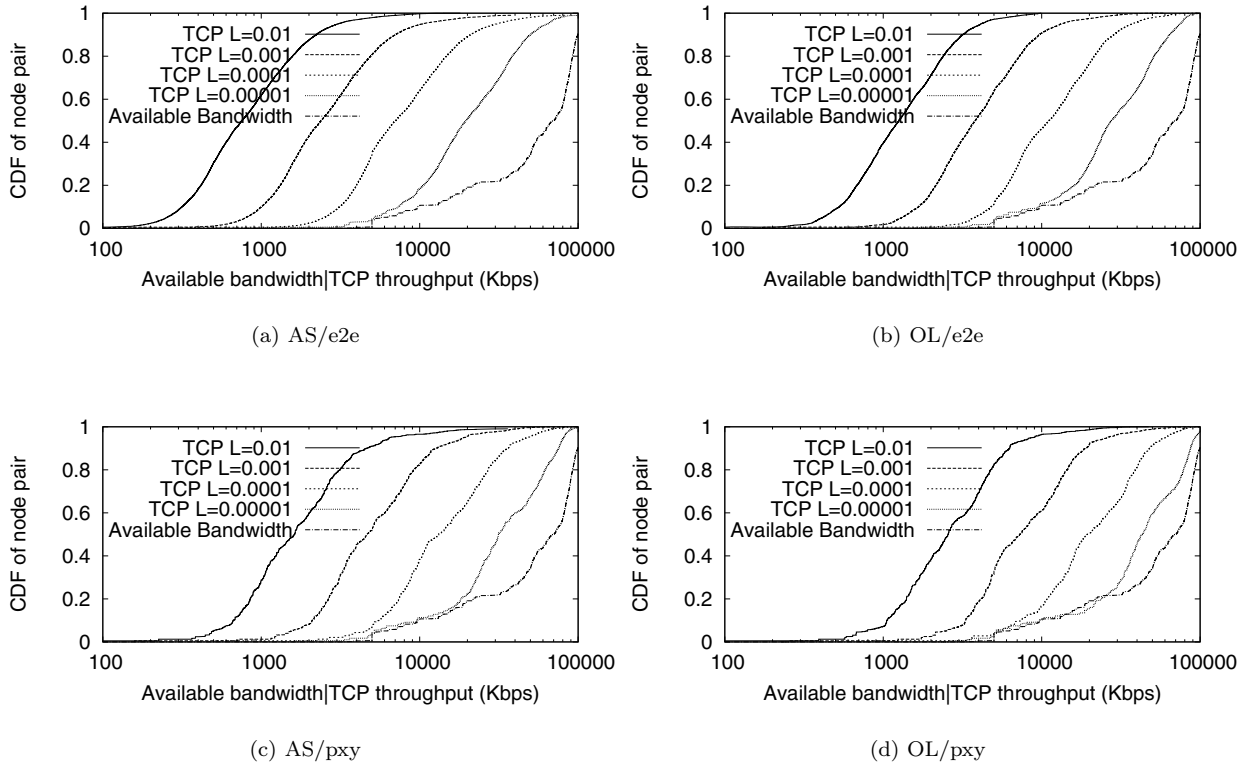 CDF of node pair
1
0.8
0.6
0.4
0.2
0
TCP L=0.01
TCP L=0.001
TCP L=0.0001
TCP L=0.00001
Available Bandwidth
100 1000 10000 100000
Available bandwidth|TCP throughput (Kbps)
(a) AS/e2e
CDF of node pair
1
0.8
0.6
0.4
0.2
0
TCP L=0.01
TCP L=0.001
TCP L=0.0001
TCP L=0.00001
Available Bandwidth
100 1000 10000 100000
Available bandwidth|TCP throughput (Kbps)
(b) OL/e2e
CDF of node pair
1
0.8
0.6
0.4
0.2
0
TCP L=0.01
TCP L=0.001
TCP L=0.0001
TCP L=0.00001
Available Bandwidth
100 1000 10000 100000
Available bandwidth|TCP throughput (Kbps)
(c) AS/pxy
CDF of node pair
1
0.8
0.6
0.4
0.2
0
TCP L=0.01
TCP L=0.001
TCP L=0.0001
TCP L=0.00001
Available Bandwidth
100 1000 10000 100000
Available bandwidth|TCP throughput (Kbps)
(d) OL/pxy